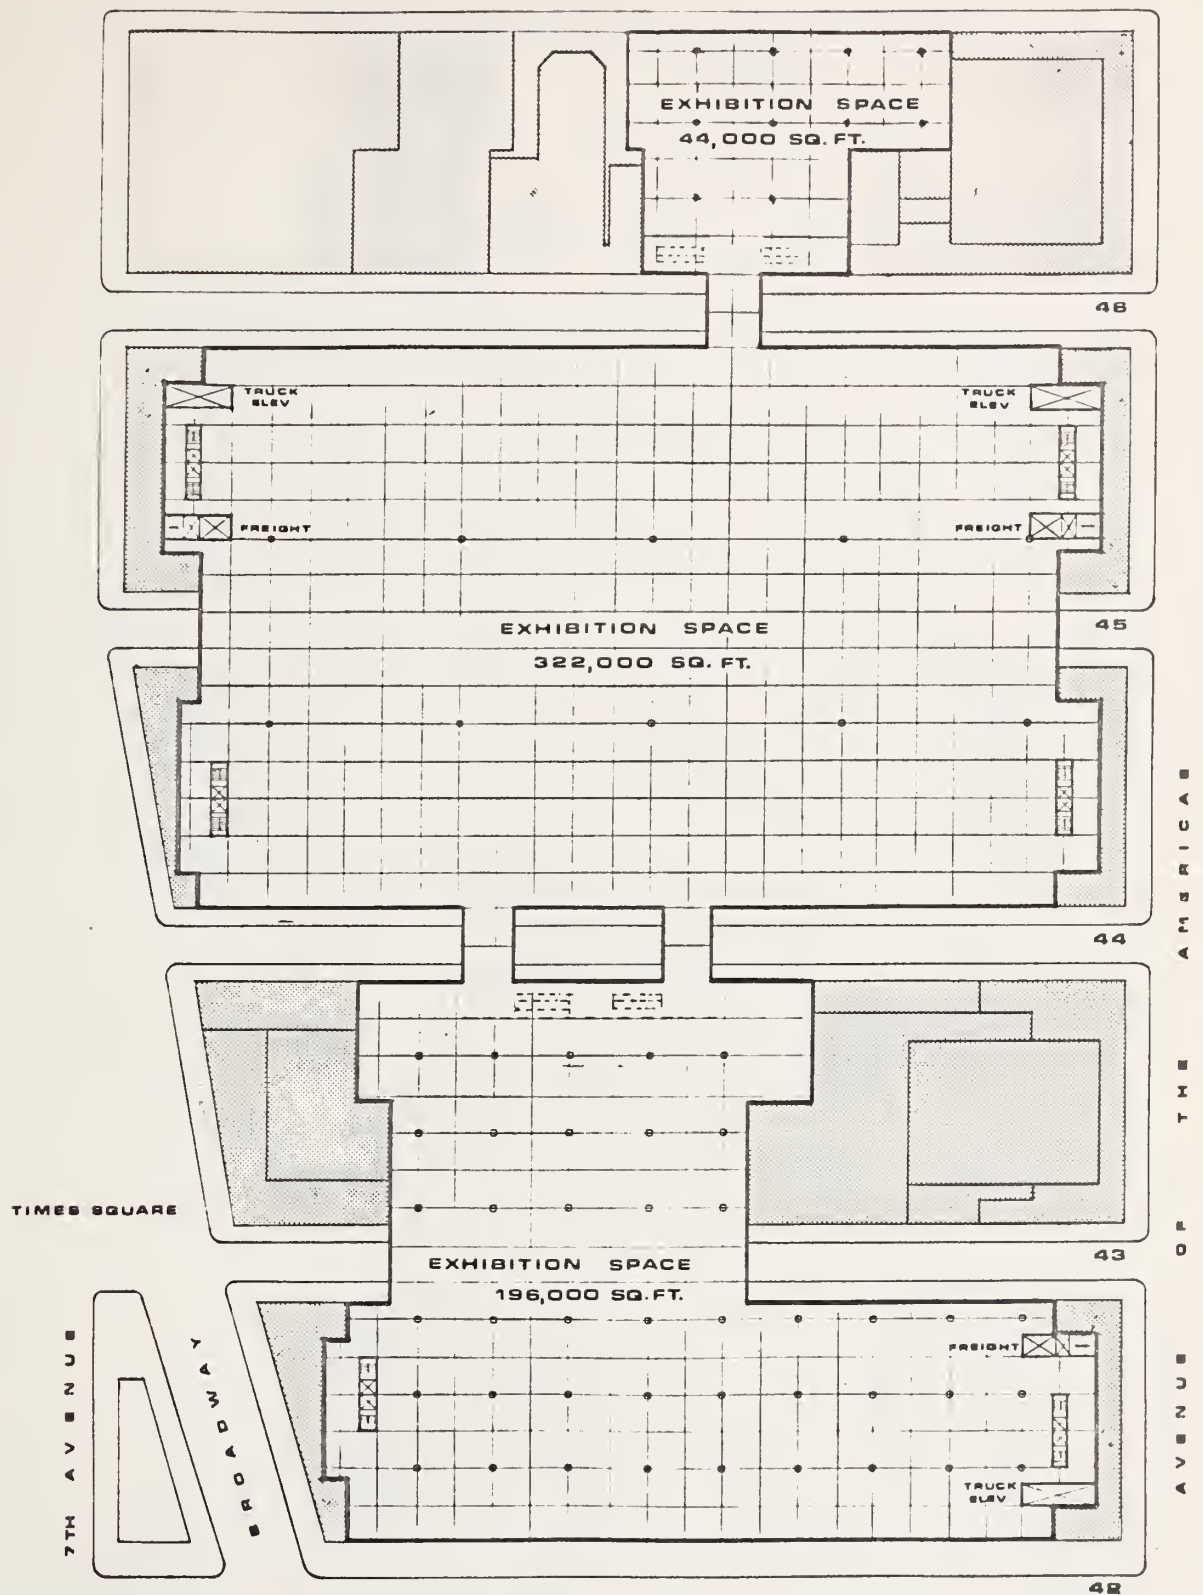 EXHIBITION SPACE
44,000 SQ. FT.
46
TRUCK
ELEV
TRUCK
ELEV
FREIGHT
FREIGHT
EXHIBITION SPACE
322,000 SQ. FT.
45
44
AVENUE OF THE AMERICAS
TIMES SQUARE
43
EXHIBITION SPACE
196,000 SQ. FT.
7TH AVENUE
BROADWAY
FREIGHT
TRUCK
ELEV
42